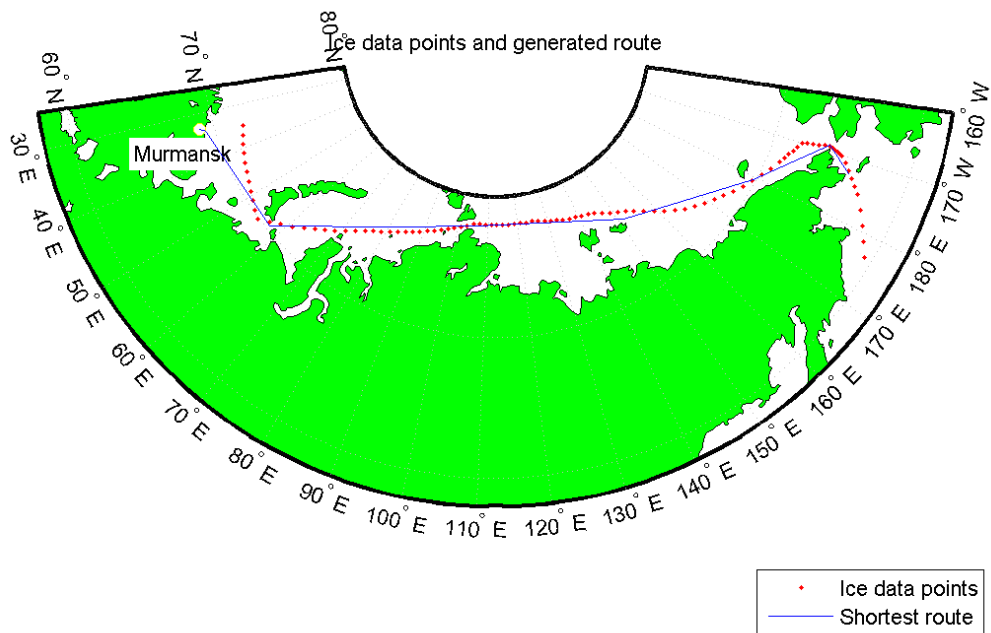 Ice data points and generated route
80° N
70° N
60° N
Murmansk
30° E
40° E
50° E
60° E
70° E
80° E
90° E
100° E
110° E
120° E
130° E
140° E
150° E
160° E
170° E
180° E
170° W
160° W
Ice data points
Shortest route